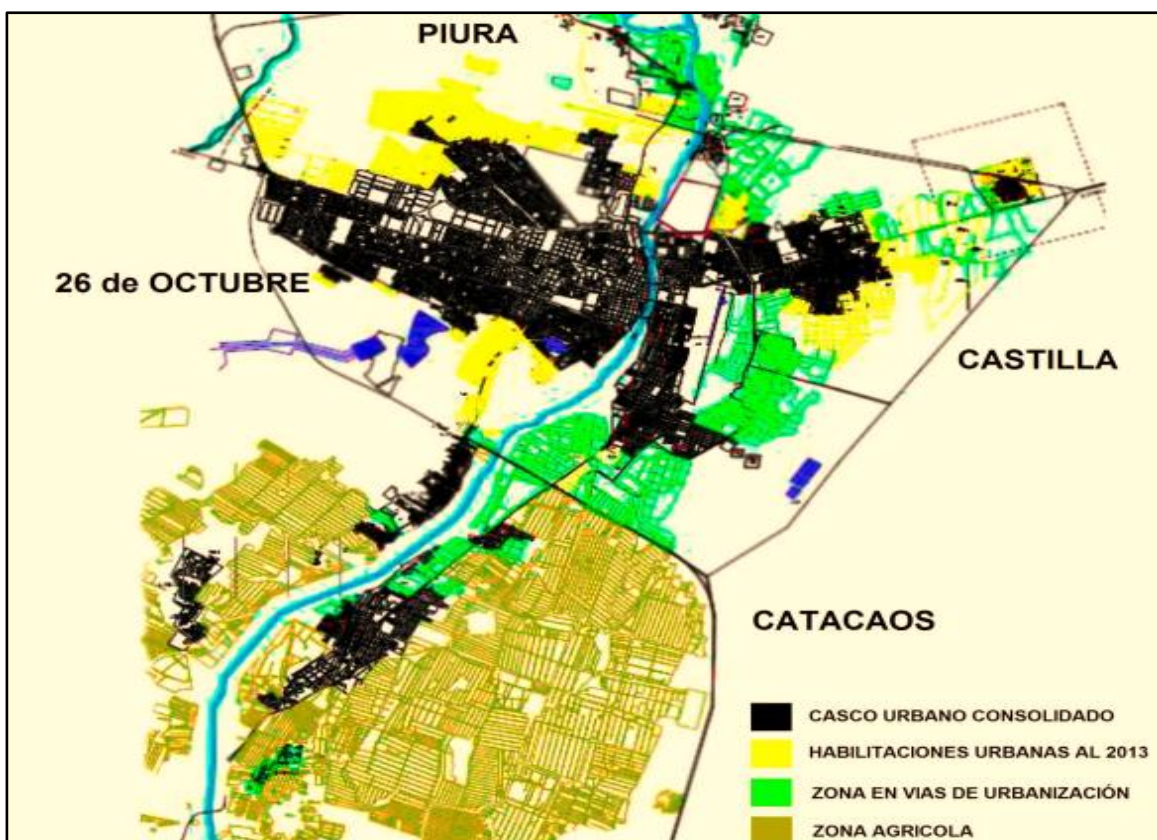 PIURA
26 de OCTUBRE
CASTILLA
CATACAOS
CASCO URBANO CONSOLIDADO
HABILITACIONES URBANAS AL 2013
ZONA EN VIAS DE URBANIZACIÓN
ZONA AGRICOLA